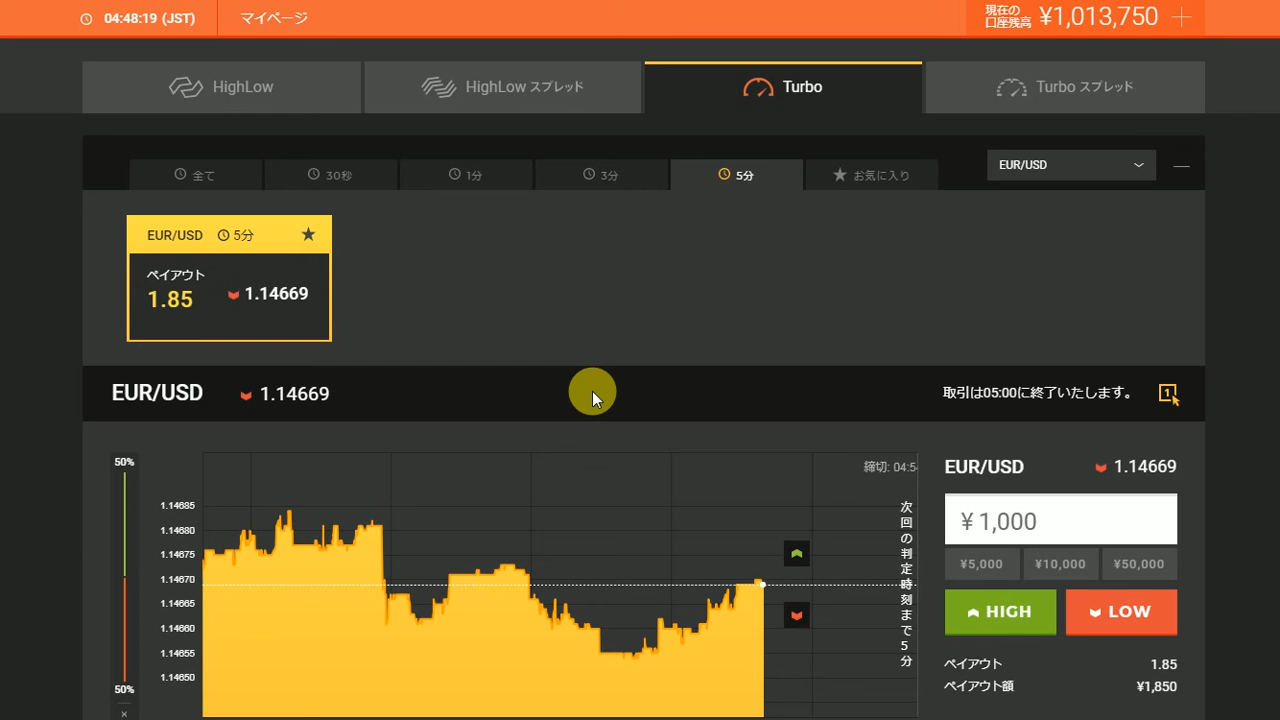 04:48:19 (JST)
マイページ
現在の
口座残高
¥1,013,750
HighLow
HighLow スプレッド
Turbo
Turbo スプレッド
全て
30秒
1分
3分
5分
お気に入り
EUR/USD
EUR/USD 5分
ペイアウト
1.85
1.14669
EUR/USD 1.14669
取引は05:00に終了いたします。
1
50%
締切: 04:5
EUR/USD 1.14669
¥ 1,000
¥5,000 ¥10,000 ¥50,000
HIGH
LOW
ペイアウト 1.85
ペイアウト額 ¥1,850
1.14685
1.14680
1.14675
1.14670
1.14665
1.14660
1.14655
1.14650
次回の判定時刻まで5分
50%